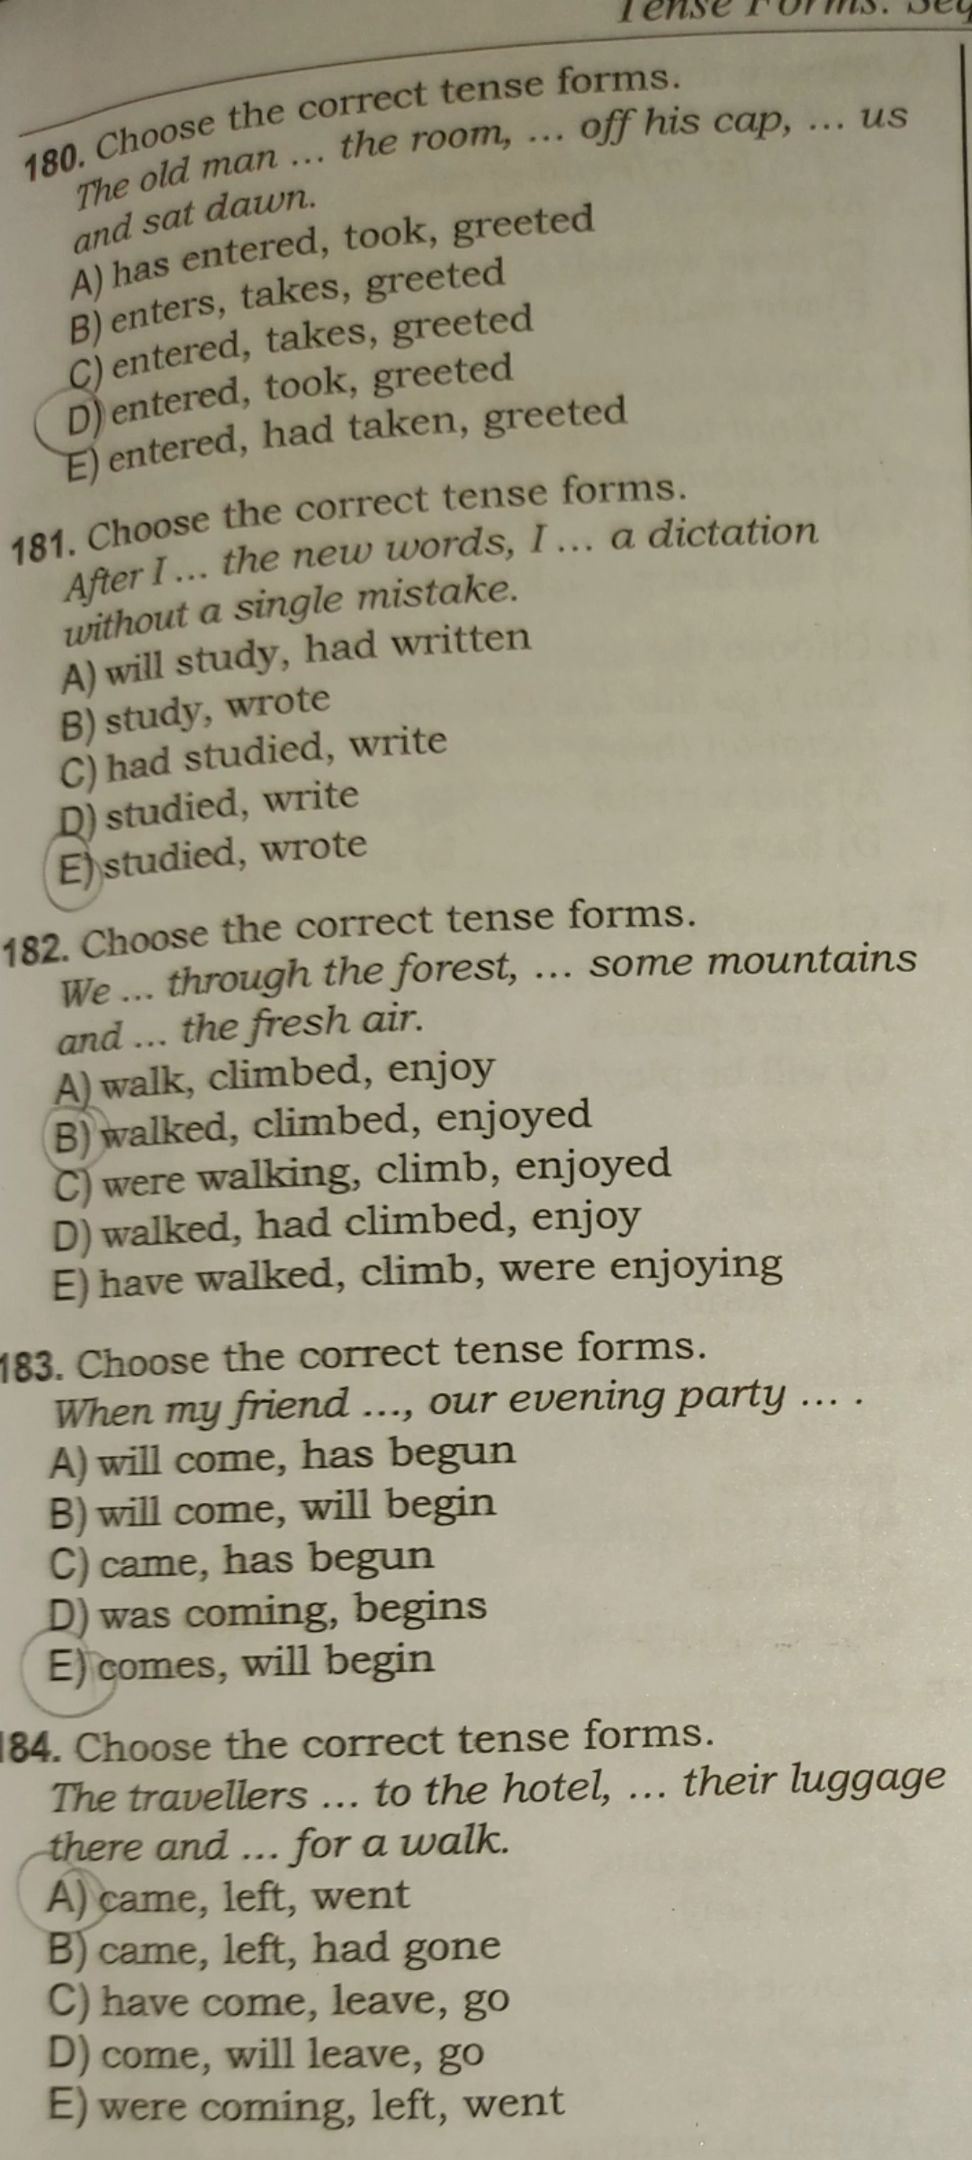 Tense Forms.
180. Choose the correct tense forms.
The old man ... the room, ... off his cap, ... us
and sat dawn.
A) has entered, took, greeted
B) enters, takes, greeted
C) entered, takes, greeted
D) entered, took, greeted
E) entered, had taken, greeted
181. Choose the correct tense forms.
After I ... the new words, I ... a dictation
without a single mistake.
A) will study, had written
B) study, wrote
C) had studied, write
D) studied, write
E) studied, wrote
182. Choose the correct tense forms.
We ... through the forest, ... some mountains
and ... the fresh air.
A) walk, climbed, enjoy
B) walked, climbed, enjoyed
C) were walking, climb, enjoyed
D) walked, had climbed, enjoy
E) have walked, climb, were enjoying
183. Choose the correct tense forms.
When my friend ..., our evening party ... .
A) will come, has begun
B) will come, will begin
C) came, has begun
D) was coming, begins
E) comes, will begin
184. Choose the correct tense forms.
The travellers ... to the hotel, ... their luggage
there and ... for a walk.
A) came, left, went
B) came, left, had gone
C) have come, leave, go
D) come, will leave, go
E) were coming, left, went